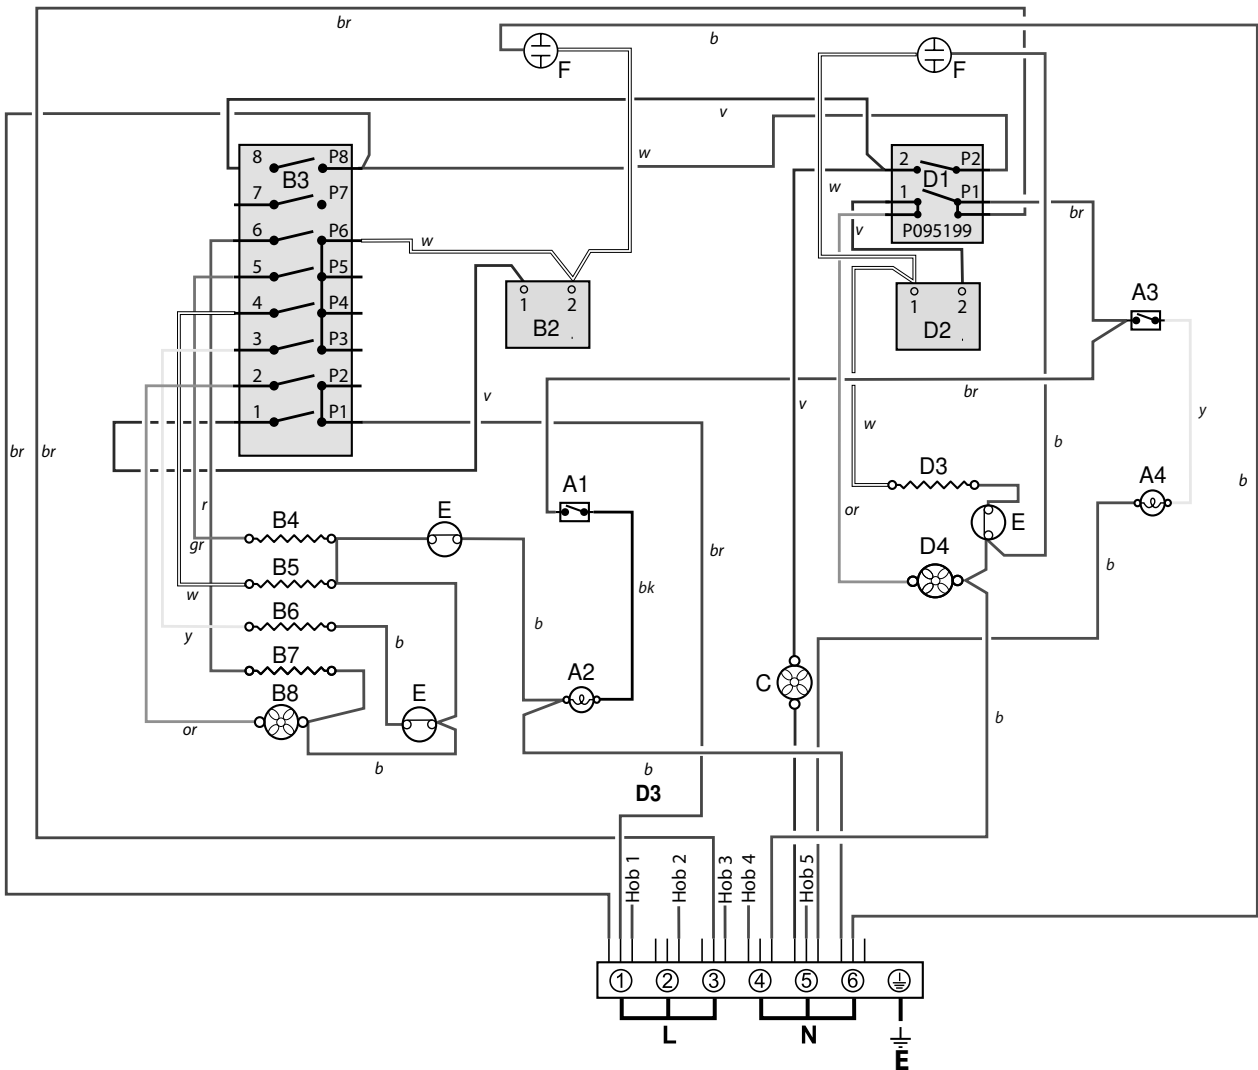 br
b
F
F
v
w
8 P8
B3
7 P7
6 P6
5 P5
4 P4
3 P3
2 P2
1 P1
w
w
2 P2
D1
1 P1
P095199
br
v
1 2
B2
1 2
D2
A3
br
v
v
y
br
br
w
b
b
A1
D3
A4
r
B4
E
or
E
gr
br
D4
b
B5
w
bk
B6
y
b
b
B7
A2
C
B8
E
or
b
b
b
D3
Hob 1
Hob 2
Hob 3
Hob 4
Hob 5
1 2 3 4 5 6
L N
E